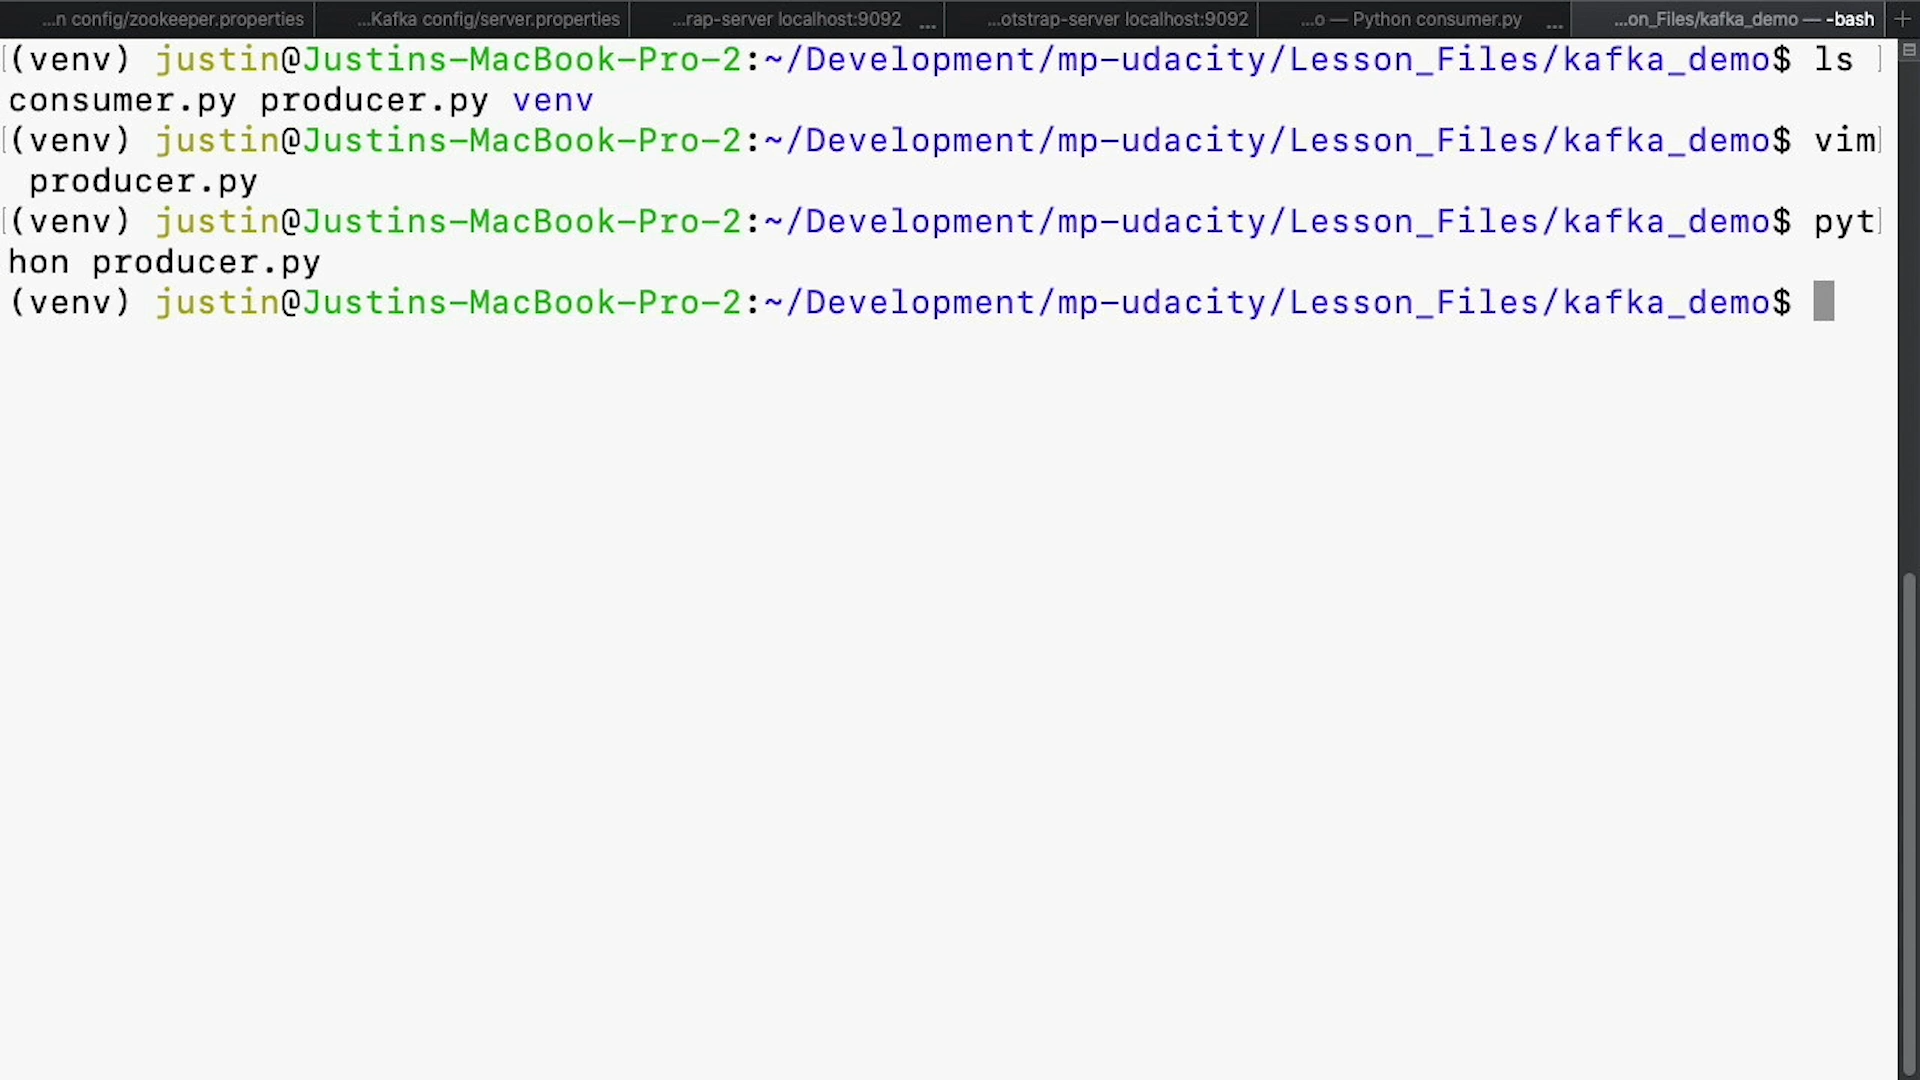 ...n config/zookeeper.properties ...Kafka config/server.properties ...rap-server localhost:9092 ... ...otstrap-server localhost:9092 ...o — Python consumer.py ... ...on_Files/kafka_demo — -bash +
(venv) justin@Justins-MacBook-Pro-2:~/Development/mp-udacity/Lesson_Files/kafka_demo$ ls
consumer.py producer.py venv
(venv) justin@Justins-MacBook-Pro-2:~/Development/mp-udacity/Lesson_Files/kafka_demo$ vim
producer.py
(venv) justin@Justins-MacBook-Pro-2:~/Development/mp-udacity/Lesson_Files/kafka_demo$ pyt
hon producer.py
(venv) justin@Justins-MacBook-Pro-2:~/Development/mp-udacity/Lesson_Files/kafka_demo$